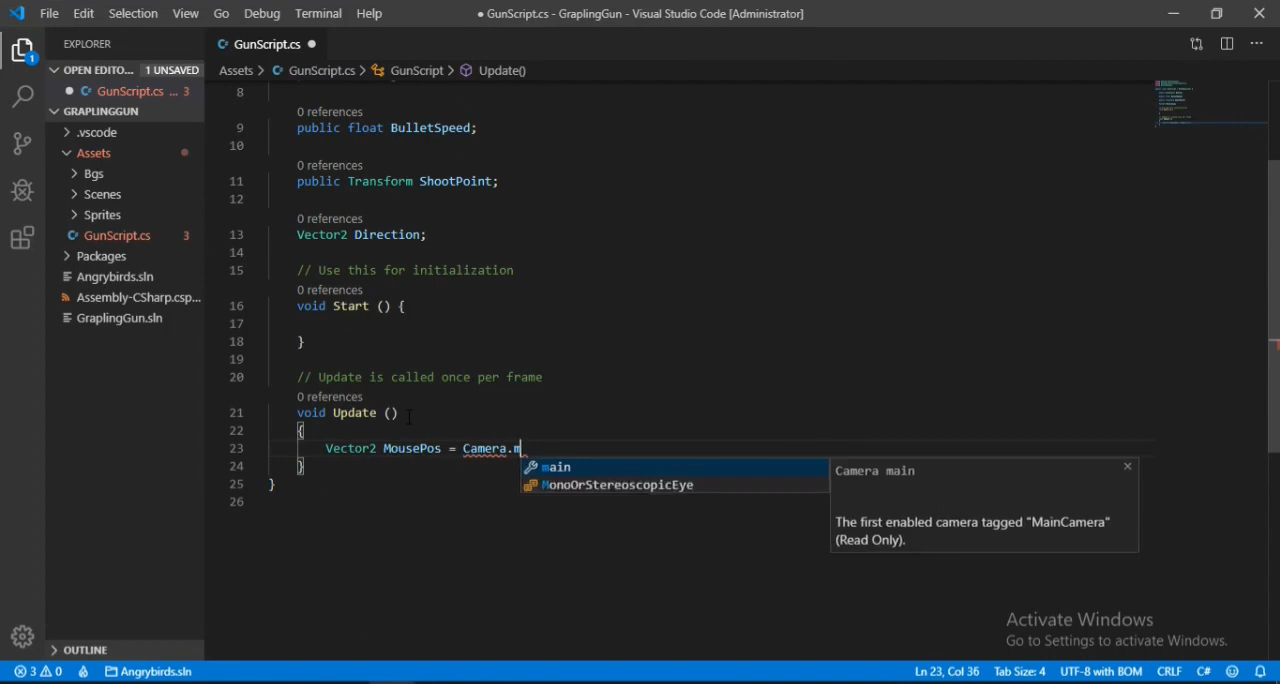 File Edit Selection View Go Debug Terminal Help
● GunScript.cs - GraplingGun - Visual Studio Code [Administrator]
EXPLORER
GunScript.cs
OPEN EDITO... 1 UNSAVED
Assets > GunScript.cs > GunScript > Update()
GunScript.cs ... 3
GRAPLINGGUN
.vscode
Assets
Bgs
Scenes
Sprites
GunScript.cs 3
Packages
Angrybirds.sln
Assembly-CSharp.csp...
GraplingGun.sln
OUTLINE
1
8
0 references
9 public float BulletSpeed;
10
0 references
11 public Transform ShootPoint;
12
0 references
13 Vector2 Direction;
14
15 // Use this for initialization
0 references
16 void Start () {
17
18 }
19
20 // Update is called once per frame
0 references
21 void Update ()
22 {
23 Vector2 MousePos = Camera.m
24 }
25 }
26
main
MonoOrStereoscopicEye
Camera main
The first enabled camera tagged "MainCamera"
(Read Only).
Activate Windows
Go to Settings to activate Windows.
3 0 Angrybirds.sln Ln 23, Col 36 Tab Size: 4 UTF-8 with BOM CRLF C#